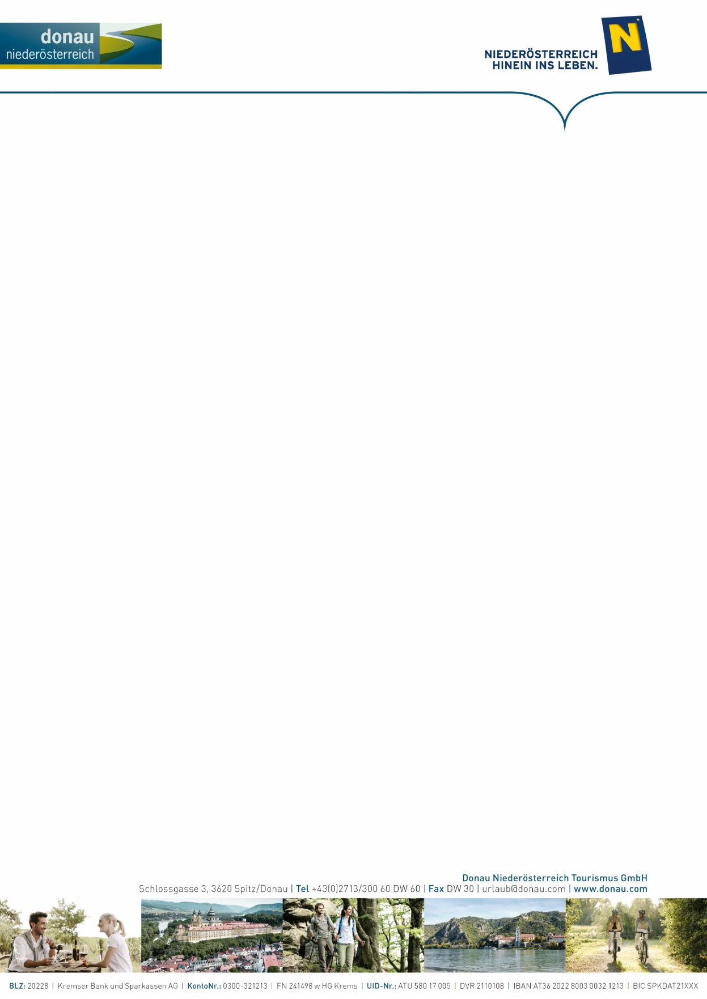 donau
niederösterreich
NIEDERÖSTERREICH
HINEIN INS LEBEN.
N
Donau Niederösterreich Tourismus GmbH
Schlossgasse 3, 3620 Spitz/Donau | Tel +43(0)2713/300 60 DW 60 | Fax DW 30 | urlaub@donau.com | www.donau.com
BLZ: 20228 | Kremser Bank und Sparkassen AG | KontoNr.: 0300-321213 | FN 241498 w HG Krems | UID-Nr.: ATU 580 17 005 | DVR 2110108 | IBAN AT36 2022 8003 0032 1213 | BIC SPKDAT21XXX